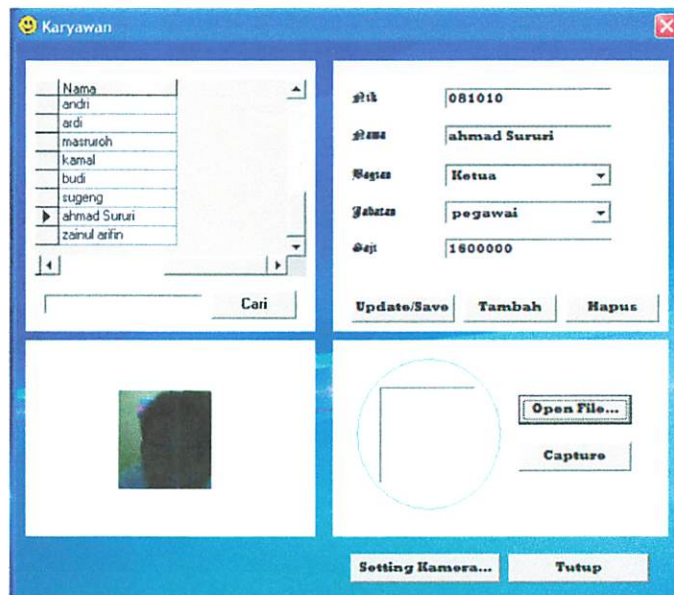 Karyawan
Nama
andri
ardi
masruroh
kamal
budi
sugeng
ahmad Sururi
zainul arifin
Cari
Nik 081010
Nama ahmad Sururi
Bagian Ketua
Jabatan pegawai
Gaji 1600000
Update/Save Tambah Hapus
Open File...
Capture
Setting Kamera... Tutup